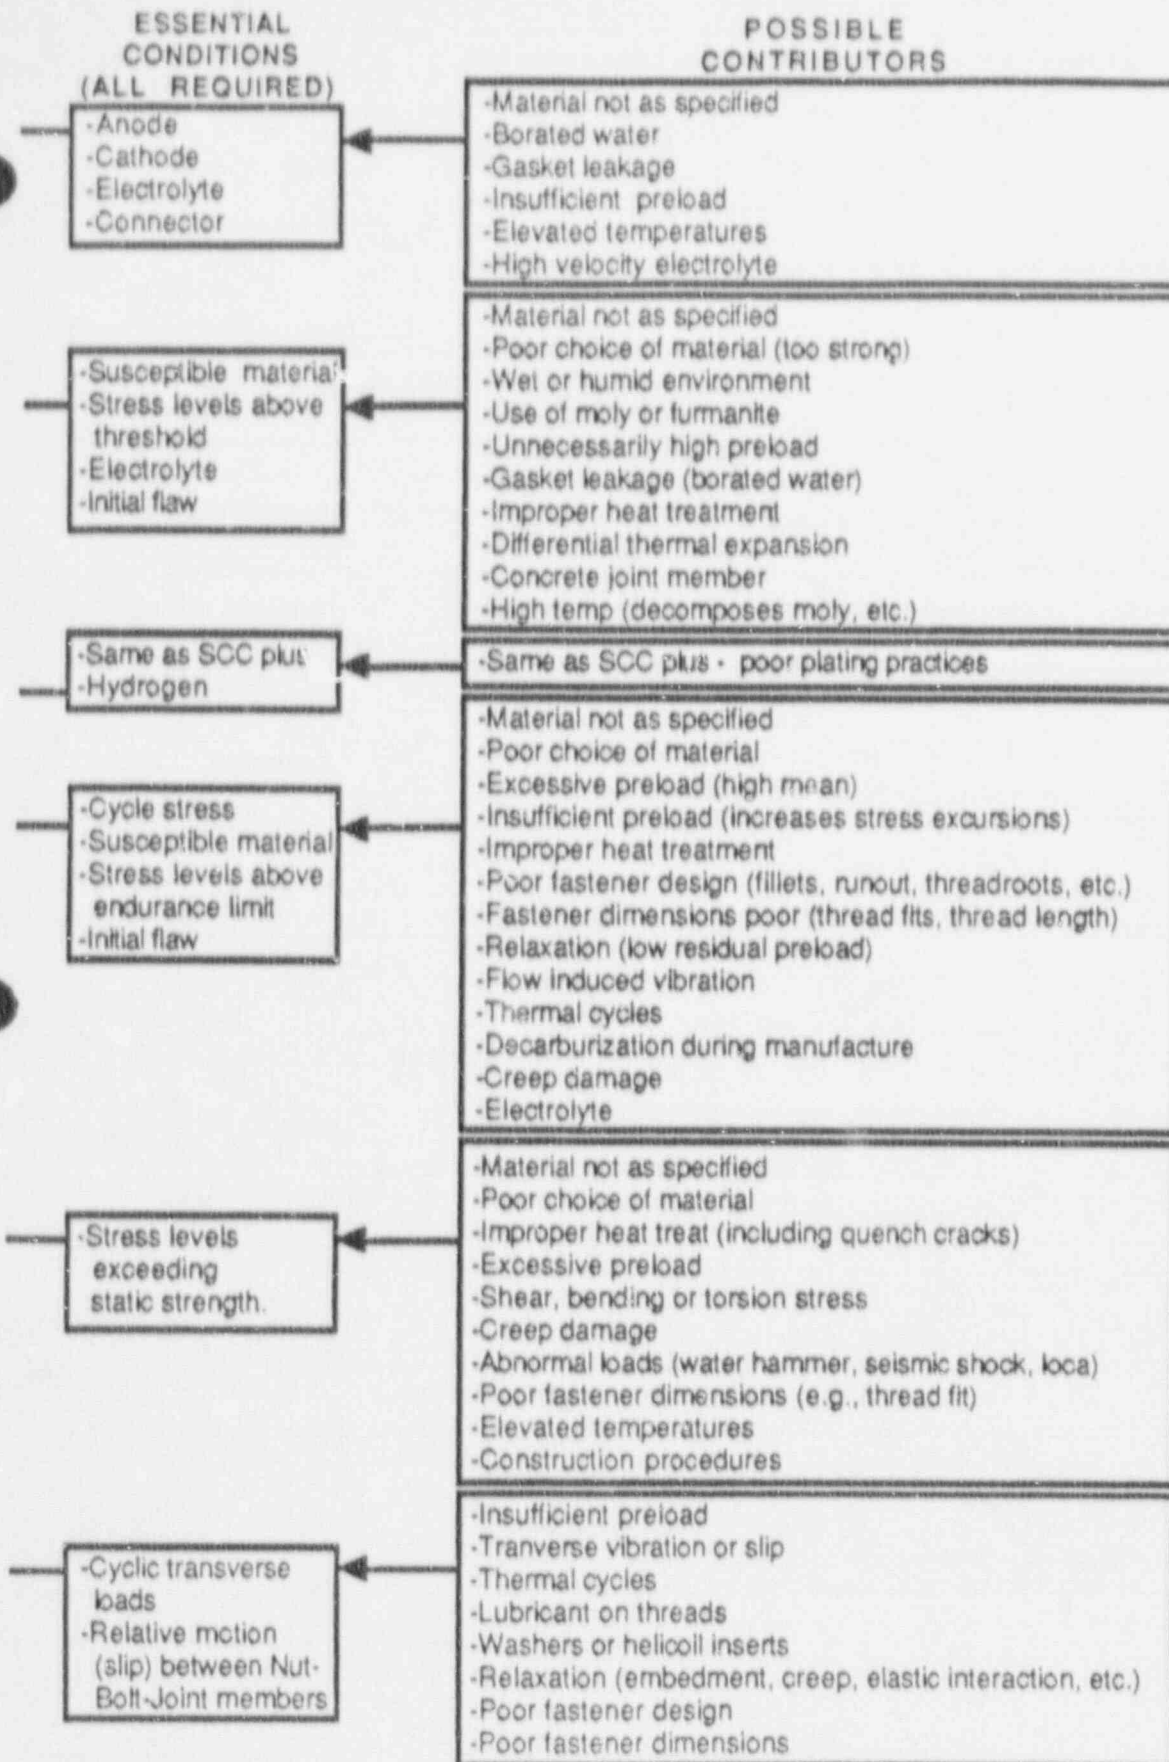 ESSENTIAL
CONDITIONS
(ALL REQUIRED)
-Anode
-Cathode
-Electrolyte
-Connector
POSSIBLE
CONTRIBUTORS
-Material not as specified
-Borated water
-Gasket leakage
-Insufficient preload
-Elevated temperatures
-High velocity electrolyte
-Susceptible material
-Stress levels above
threshold
-Electrolyte
-Initial flaw
-Material not as specified
-Poor choice of material (too strong)
-Wet or humid environment
-Use of moly or furmanite
-Unnecessarily high preload
-Gasket leakage (borated water)
-Improper heat treatment
-Differential thermal expansion
-Concrete joint member
-High temp (decomposes moly, etc.)
-Same as SCC plus
-Hydrogen
-Same as SCC plus - poor plating practices
-Cycle stress
-Susceptible material
-Stress levels above
endurance limit
-Initial flaw
-Material not as specified
-Poor choice of material
-Excessive preload (high mean)
-Insufficient preload (increases stress excursions)
-Improper heat treatment
-Poor fastener design (fillets, runout, threadroots, etc.)
-Fastener dimensions poor (thread fits, thread length)
-Relaxation (low residual preload)
-Flow induced vibration
-Thermal cycles
-Decarburization during manufacture
-Creep damage
-Electrolyte
-Stress levels
exceeding
static strength.
-Material not as specified
-Poor choice of material
-Improper heat treat (including quench cracks)
-Excessive preload
-Shear, bending or torsion stress
-Creep damage
-Abnormal loads (water hammer, seismic shock, loca)
-Poor fastener dimensions (e.g., thread fit)
-Elevated temperatures
-Construction procedures
-Cyclic transverse
loads
-Relative motion
(slip) between Nut-
Bolt-Joint members
-Insufficient preload
-Tranverse vibration or slip
-Thermal cycles
-Lubricant on threads
-Washers or helicoil inserts
-Relaxation (embedment, creep, elastic interaction, etc.)
-Poor fastener design
-Poor fastener dimensions